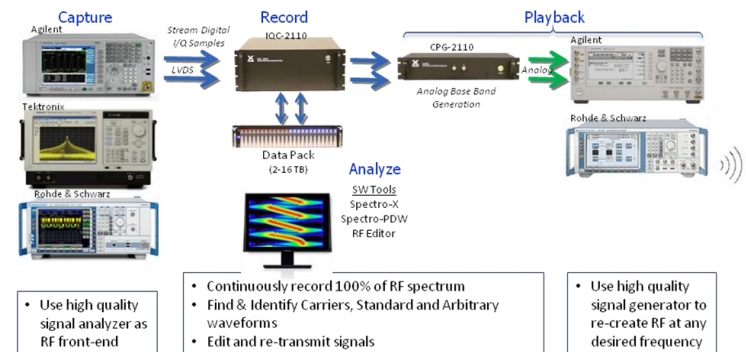 Capture
Agilent
Stream Digital
I/Q Samples
LVDS
Record
IQC-2110
Playback
CPG-2110
Analog
Analog Base Band
Generation
Agilent
Tektronix
Rohde & Schwarz
Data Pack
(2-16 TB)
Analyze
SW Tools
Spectro-X
Spectro-PDW
RF Editor
Rohde & Schwarz
• Use high quality
signal analyzer as
RF front-end
• Continuously record 100% of RF spectrum
• Find & Identify Carriers, Standard and Arbitrary
waveforms
• Edit and re-transmit signals
• Use high quality
signal generator to
re-create RF at any
desired frequency